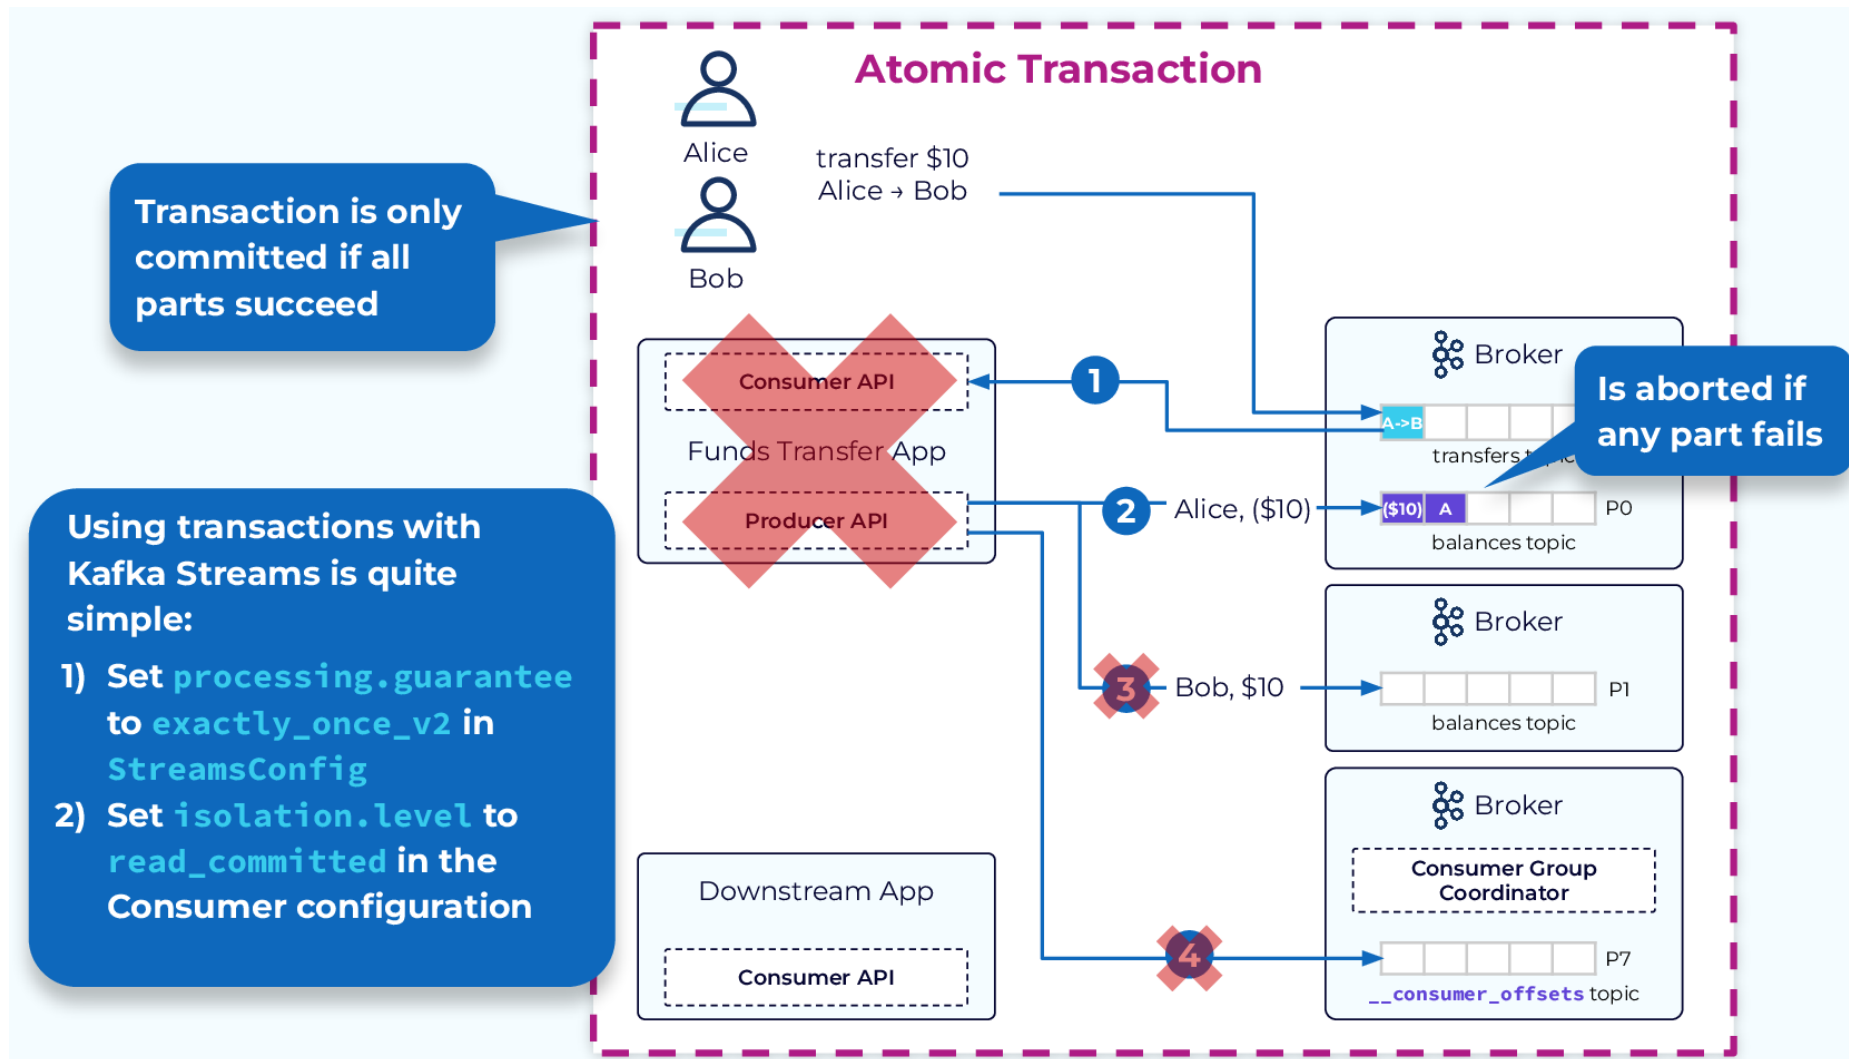 Atomic Transaction
Alice
transfer $10
Alice → Bob
Bob
Transaction is only
committed if all
parts succeed
Consumer API
Funds Transfer App
Producer API
1
Broker
A->B
transfers
Is aborted if
any part fails
2
Alice, ($10)
($10) A
P0
balances topic
Using transactions with
Kafka Streams is quite
simple:
1) Set processing.guarantee
to exactly_once_v2 in
StreamsConfig
2) Set isolation.level to
read_committed in the
Consumer configuration
Broker
3
Bob, $10
P1
balances topic
Broker
Consumer Group
Coordinator
Downstream App
Consumer API
4
P7
__consumer_offsets topic